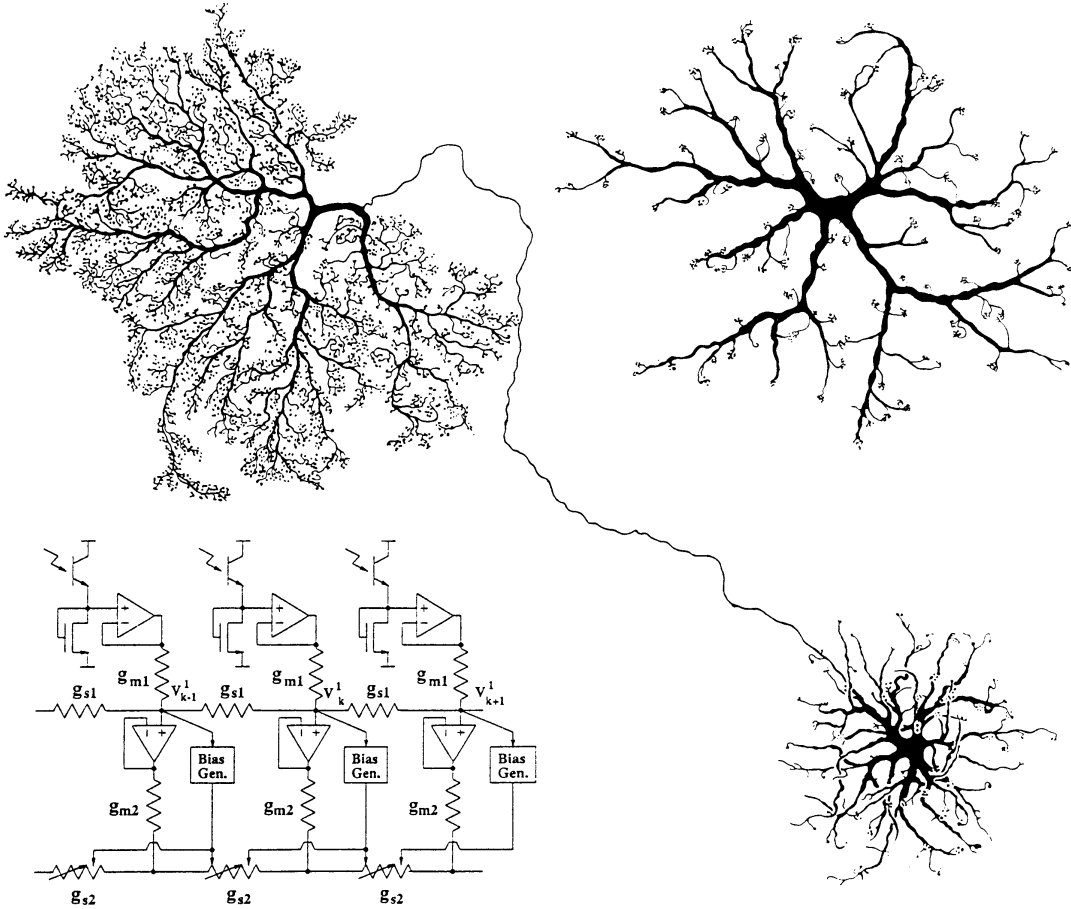 g_m1 g_m1 g_m1
g_s1 V^1_k-1 g_s1 V^1_k g_s1 V^1_k+1
Bias Gen. Bias Gen. Bias Gen.
g_m2 g_m2 g_m2
g_s2 g_s2 g_s2